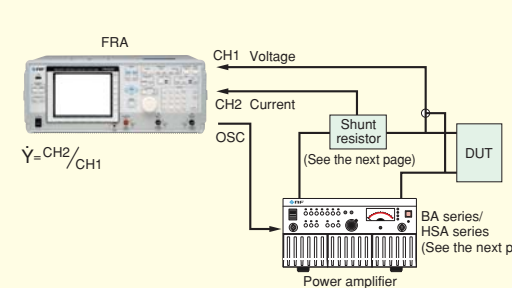 FRA
CH1 Voltage
CH2 Current
OSC
Ẏ=CH2/CH1
Shunt
resistor
(See the next page)
DUT
nF
BA series/
HSA series
(See the next p
Power amplifier